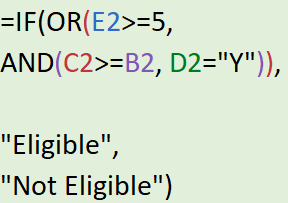 =IF(OR(E2>=5,
AND(C2>=B2, D2="Y")),
"Eligible",
"Not Eligible")